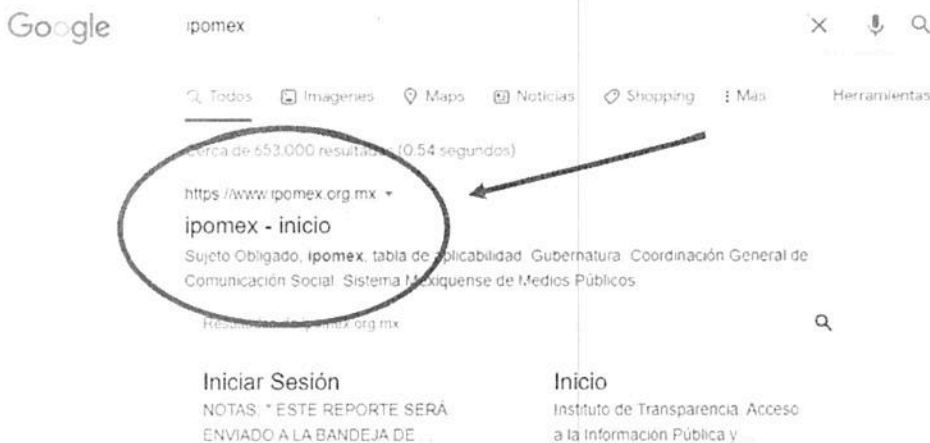 Google
ipomex
Todos Imagenes Maps Noticias Shopping Más Herramientas
Cerca de 653,000 resultados (0.54 segundos)
https://www.ipomex.org.mx
ipomex - inicio
Sujeto Obligado, ipomex, tabla de aplicabilidad. Gubernatura. Coordinación General de
Comunicación Social. Sistema Mexiquense de Medios Públicos
Resultados de ipomex.org.mx
Iniciar Sesión
NOTAS: * ESTE REPORTE SERÁ
ENVIADO A LA BANDEJA DE ...
Inicio
Instituto de Transparencia, Acceso
a la Información Pública y ...